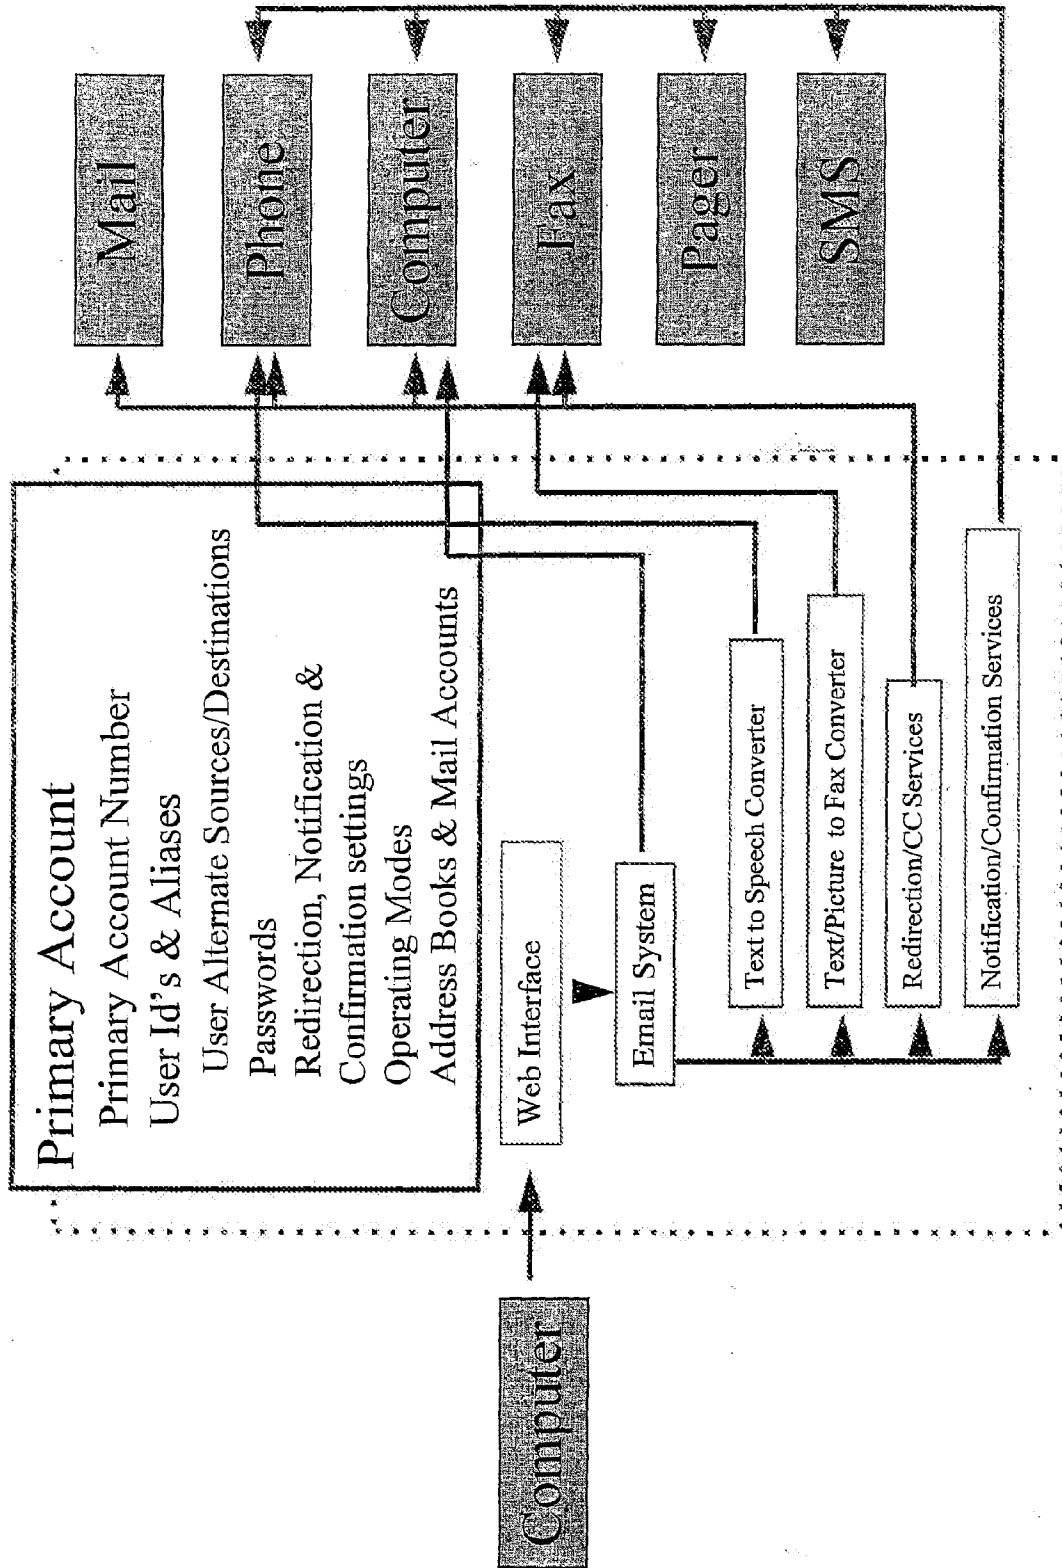 Computer
Primary Account
Primary Account Number
User Id's & Aliases
User Alternate Sources/Destinations
Passwords
Redirection, Notification &
Confirmation settings
Operating Modes
Address Books & Mail Accounts
Web Interface
Email System
Text to Speech Converter
Text/Picture to Fax Converter
Redirection/CC Services
Notification/Confirmation Services
Mail
Phone
Computer
Fax
Pager
SMS